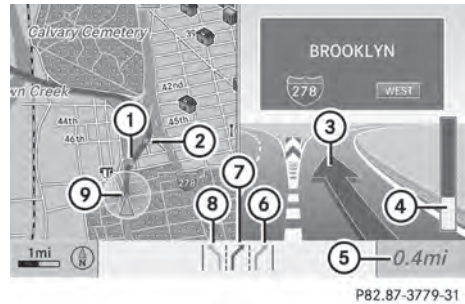 Calvary Cemetery
39
BROOKLYN
278
WEST
42nd
wn Creek
44th
45th
46th
278
1
2
3
4
5
6
7
8
9
1mi
N
0.4mi
P82.87-3779-31